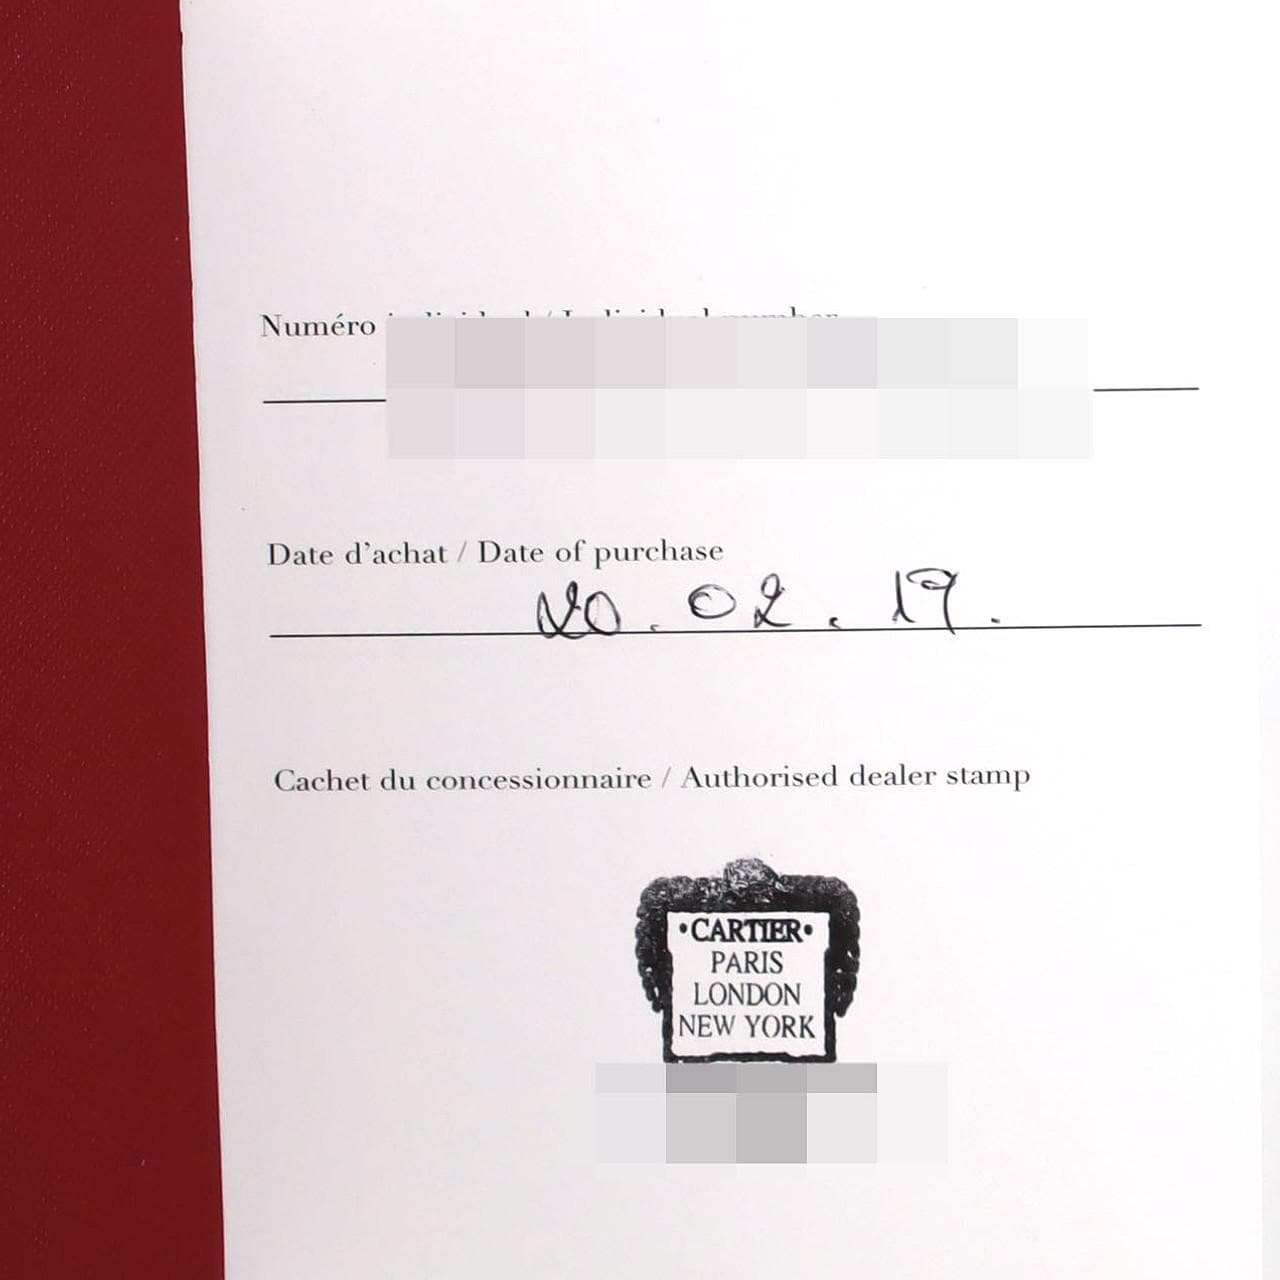 Numéro
Date d'achat / Date of purchase
20.02.19.
Cachet du concessionnaire / Authorised dealer stamp
•CARTIER•
PARIS
LONDON
NEW YORK